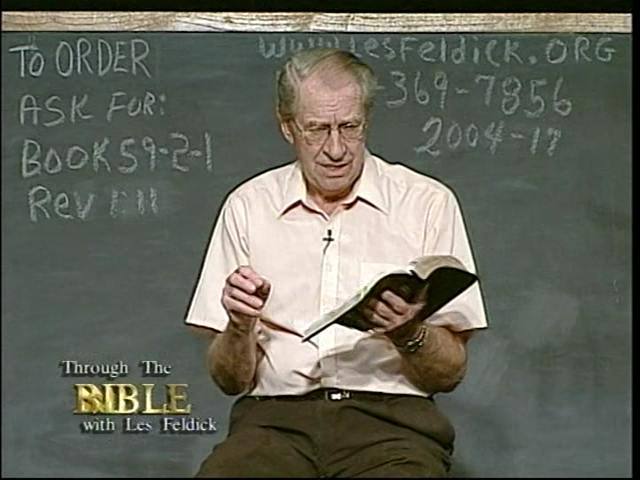 TO ORDER
ASK FOR:
BOOK 59-2-1
Rev 1:11
www.LesFeldick.ORG
-369-7856
2004-17
Through The
BIBLE
with Les Feldick